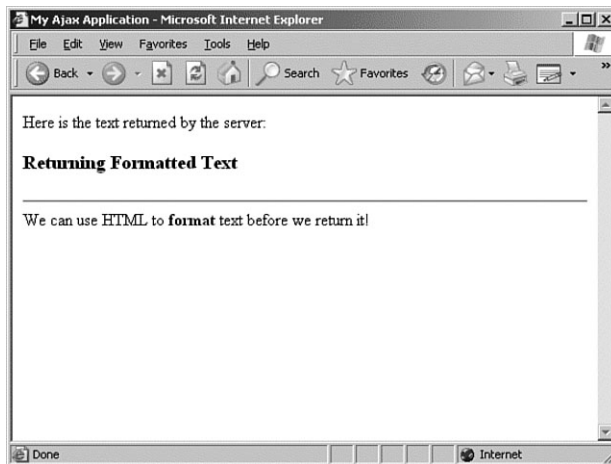 My Ajax Application - Microsoft Internet Explorer
File Edit View Favorites Tools Help
Back Search Favorites »
Here is the text returned by the server:
Returning Formatted Text
We can use HTML to format text before we return it!
Done Internet